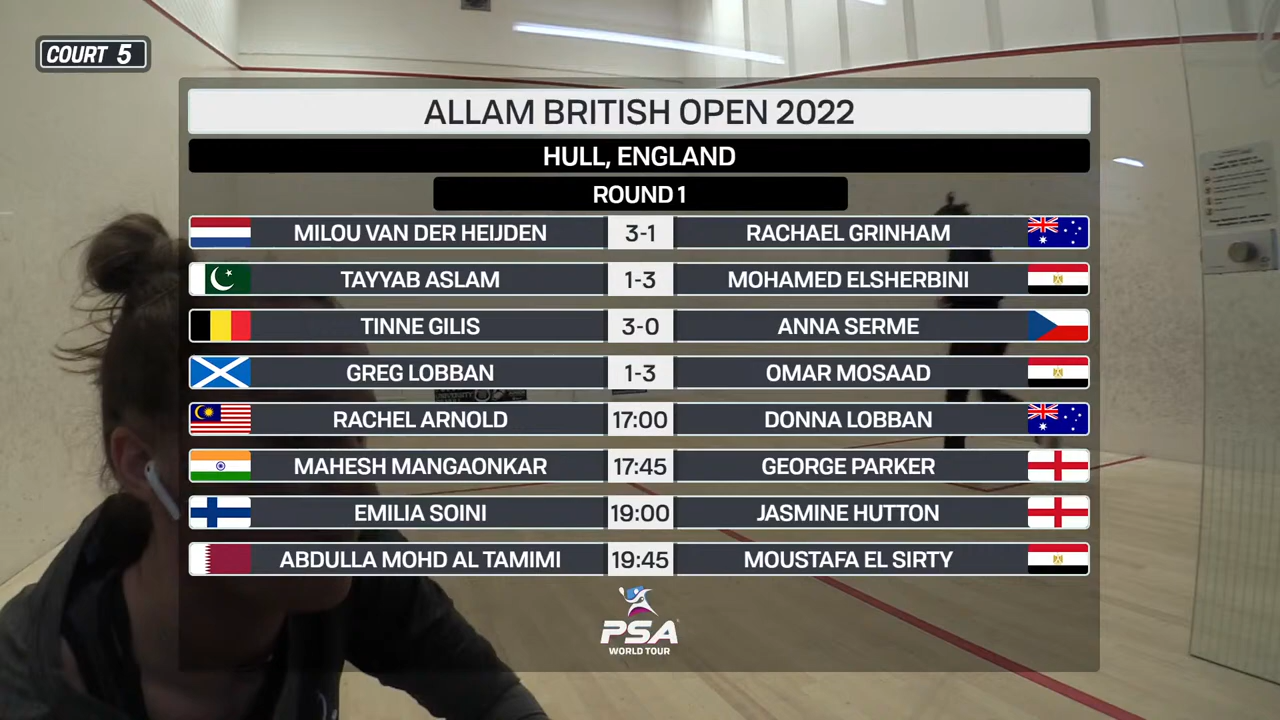 COURT 5
ALLAM BRITISH OPEN 2022
HULL, ENGLAND
ROUND 1
MILOU VAN DER HEIJDEN 3-1 RACHAEL GRINHAM
TAYYAB ASLAM 1-3 MOHAMED ELSHERBINI
TINNE GILIS 3-0 ANNA SERME
GREG LOBBAN 1-3 OMAR MOSAAD
RACHEL ARNOLD 17:00 DONNA LOBBAN
MAHESH MANGAONKAR 17:45 GEORGE PARKER
EMILIA SOINI 19:00 JASMINE HUTTON
ABDULLA MOHD AL TAMIMI 19:45 MOUSTAFA EL SIRTY
PSA
WORLD TOUR